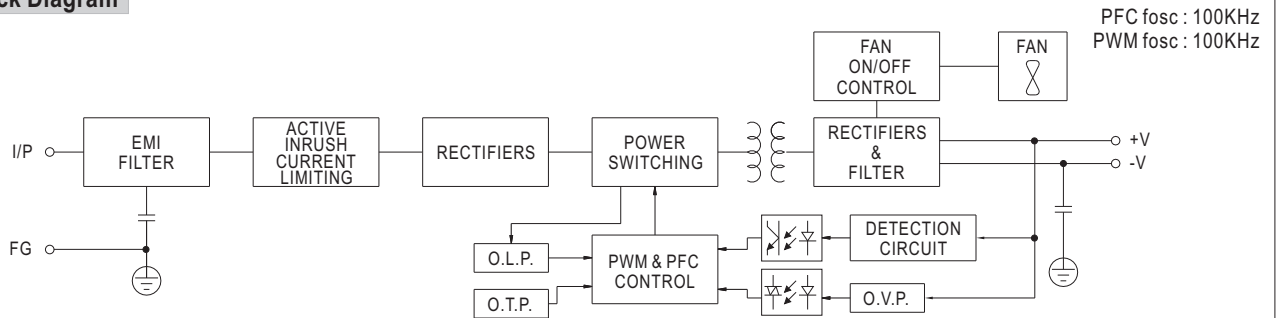 ck Diagram
PFC fosc : 100KHz
PWM fosc : 100KHz
FAN
ON/OFF
CONTROL
FAN
I/P
EMI
FILTER
ACTIVE
INRUSH
CURRENT
LIMITING
RECTIFIERS
POWER
SWITCHING
RECTIFIERS
&
FILTER
+V
-V
FG
O.L.P.
O.T.P.
PWM & PFC
CONTROL
DETECTION
CIRCUIT
O.V.P.